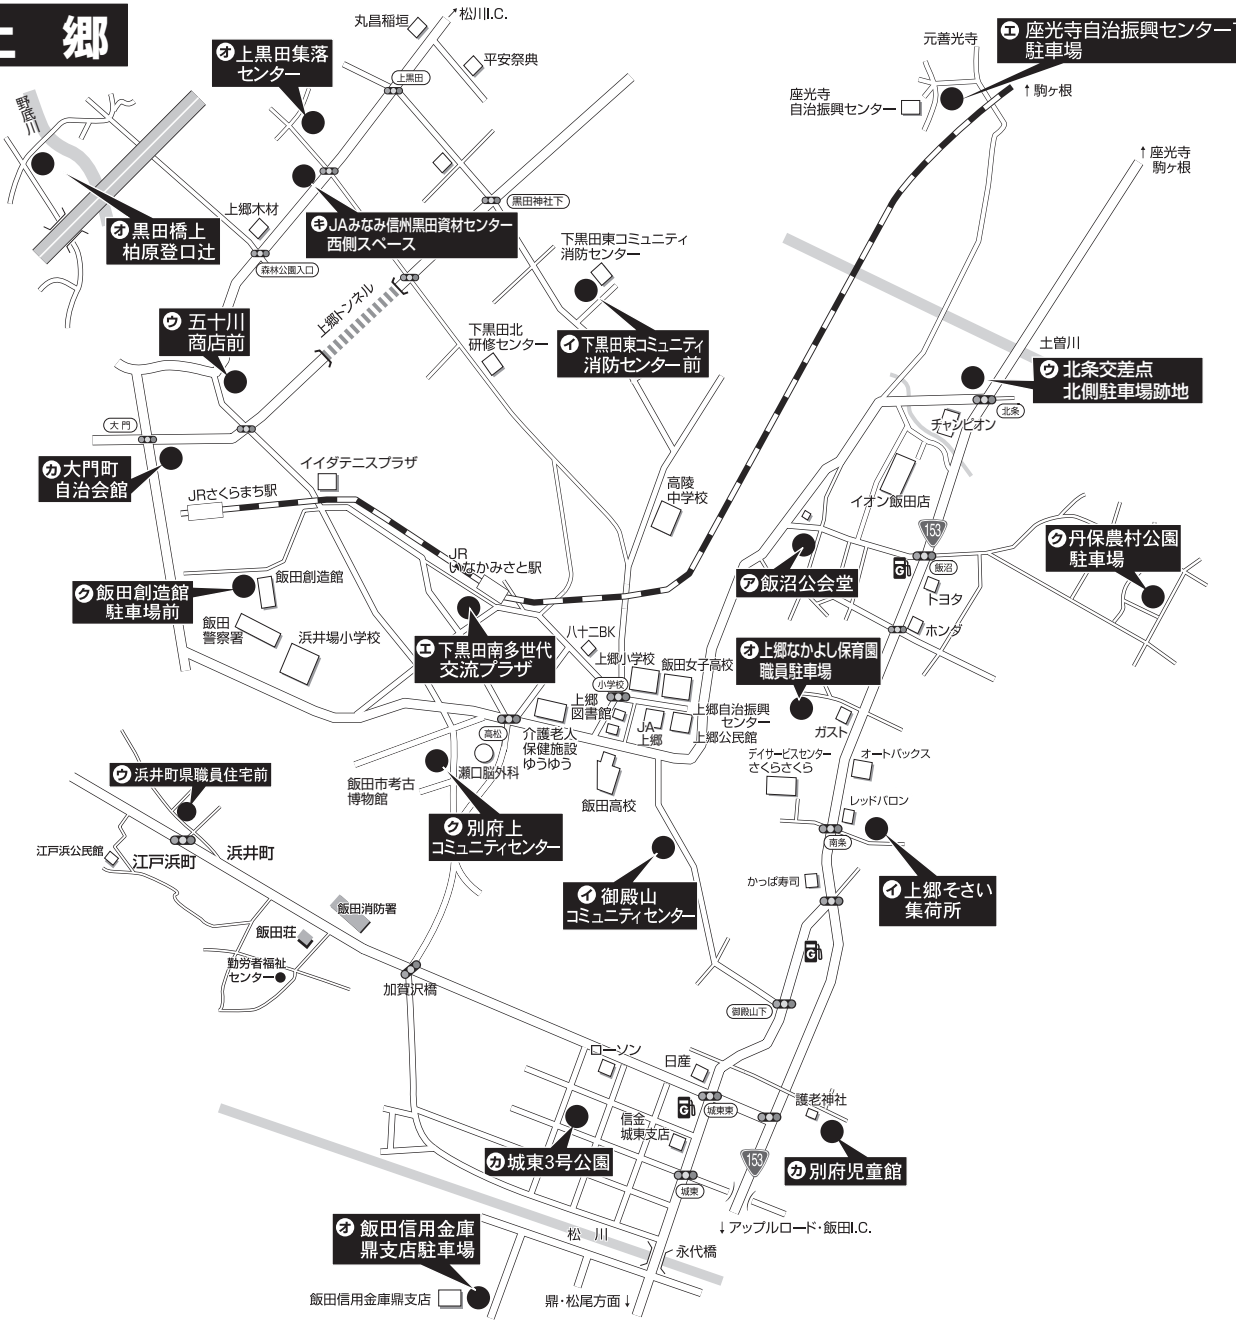 上郷
丸昌稲垣
↗松川I.C.
平安祭典
上黒田
㋔上黒田集落
センター
野底川
㋔黒田橋上
柏原登口辻
上郷木材
森林公園入口
㋖JAみなみ信州黒田資材センター
西側スペース
黒田神社下
下黒田東コミュニティ
消防センター
㋑下黒田東コミュニティ
消防センター前
元善光寺
㋓座光寺自治振興センター下
駐車場
座光寺
自治振興センター
↑駒ヶ根
↑座光寺
駒ヶ根
㋒五十川
商店前
上郷トンネル
下黒田北
研修センター
土曽川
㋒北条交差点
北側駐車場跡地
北条
チャンピオン
大門
㋕大門町
自治会館
イイダテニスプラザ
JRさくらまち駅
高陵
中学校
イオン飯田店
153
飯沼
㋗丹保農村公園
駐車場
㋐飯沼公会堂
G
トヨタ
ホンダ
JR
いなかみさと駅
㋗飯田創造館
駐車場前
飯田創造館
飯田
警察署
浜井場小学校
㋓下黒田南多世代
交流プラザ
八十二BK
上郷小学校
飯田女子高校
小学校
㋔上郷なかよし保育園
職員駐車場
上郷
図書館
JA
上郷
上郷自治振興
センター
上郷公民館
ガスト
高松
介護老人
保健施設
ゆうゆう
瀬口脳外科
飯田市考古
博物館
飯田高校
デイサービスセンター
さくらさくら
オートバックス
レッドバロン
南条
㋒浜井町県職員住宅前
江戸浜公民館
江戸浜町
浜井町
㋗別府上
コミュニティセンター
㋑御殿山
コミュニティセンター
かっぱ寿司
㋑上郷そさい
集荷所
飯田消防署
飯田荘
勤労者福祉
センター
加賀沢橋
G
御殿山下
ローソン
日産
G
城東東
護老神社
信金
城東支店
㋕城東3号公園
153
㋕別府児童館
城東
↓アップルロード・飯田I.C.
㋔飯田信用金庫
鼎支店駐車場
松川
永代橋
飯田信用金庫鼎支店
鼎・松尾方面↓